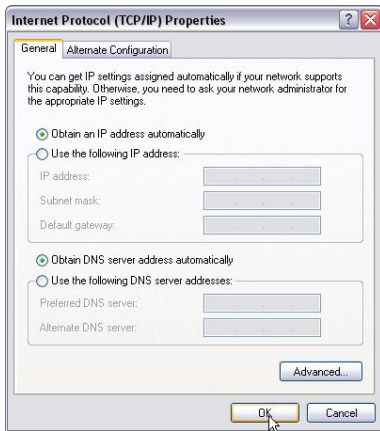 Internet Protocol (TCP/IP) Properties
General Alternate Configuration
You can get IP settings assigned automatically if your network supports
this capability. Otherwise, you need to ask your network administrator for
the appropriate IP settings.
Obtain an IP address automatically
Use the following IP address:
IP address:
Subnet mask:
Default gateway:
Obtain DNS server address automatically
Use the following DNS server addresses:
Preferred DNS server:
Alternate DNS server:
Advanced...
OK Cancel